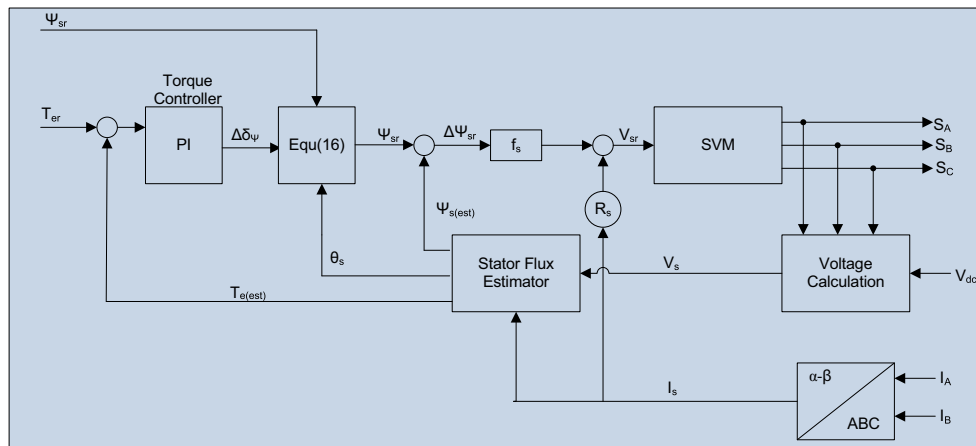 Ψsr
Torque
Controller
Ter
PI
Δδψ
Equ(16)
Ψsr
ΔΨsr
fs
Vsr
SVM
SA
SB
SC
Rs
Ψs(est)
θs
Te(est)
Stator Flux
Estimator
Vs
Voltage
Calculation
Vdc
Is
α-β
ABC
IA
IB